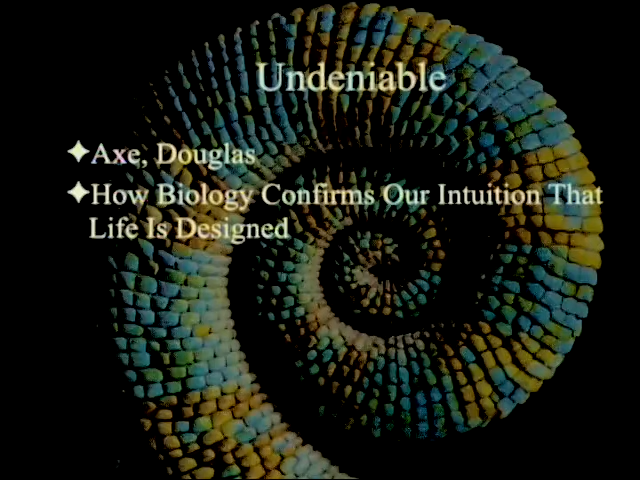 Undeniable
✦Axe, Douglas
✦How Biology Confirms Our Intuition That
Life Is Designed